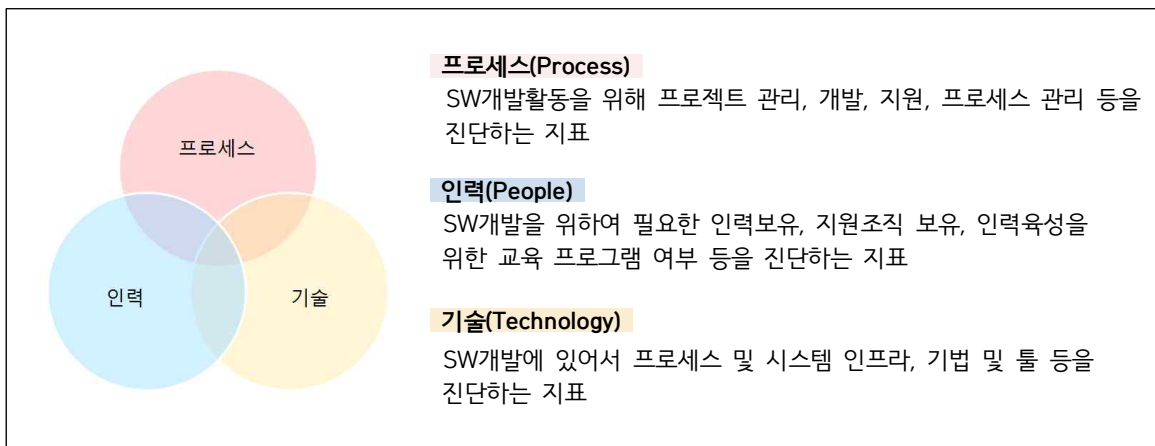 프로세스
인력
기술
프로세스(Process)
SW개발활동을 위해 프로젝트 관리, 개발, 지원, 프로세스 관리 등을
진단하는 지표
인력(People)
SW개발을 위하여 필요한 인력보유, 지원조직 보유, 인력육성을
위한 교육 프로그램 여부 등을 진단하는 지표
기술(Technology)
SW개발에 있어서 프로세스 및 시스템 인프라, 기법 및 툴 등을
진단하는 지표